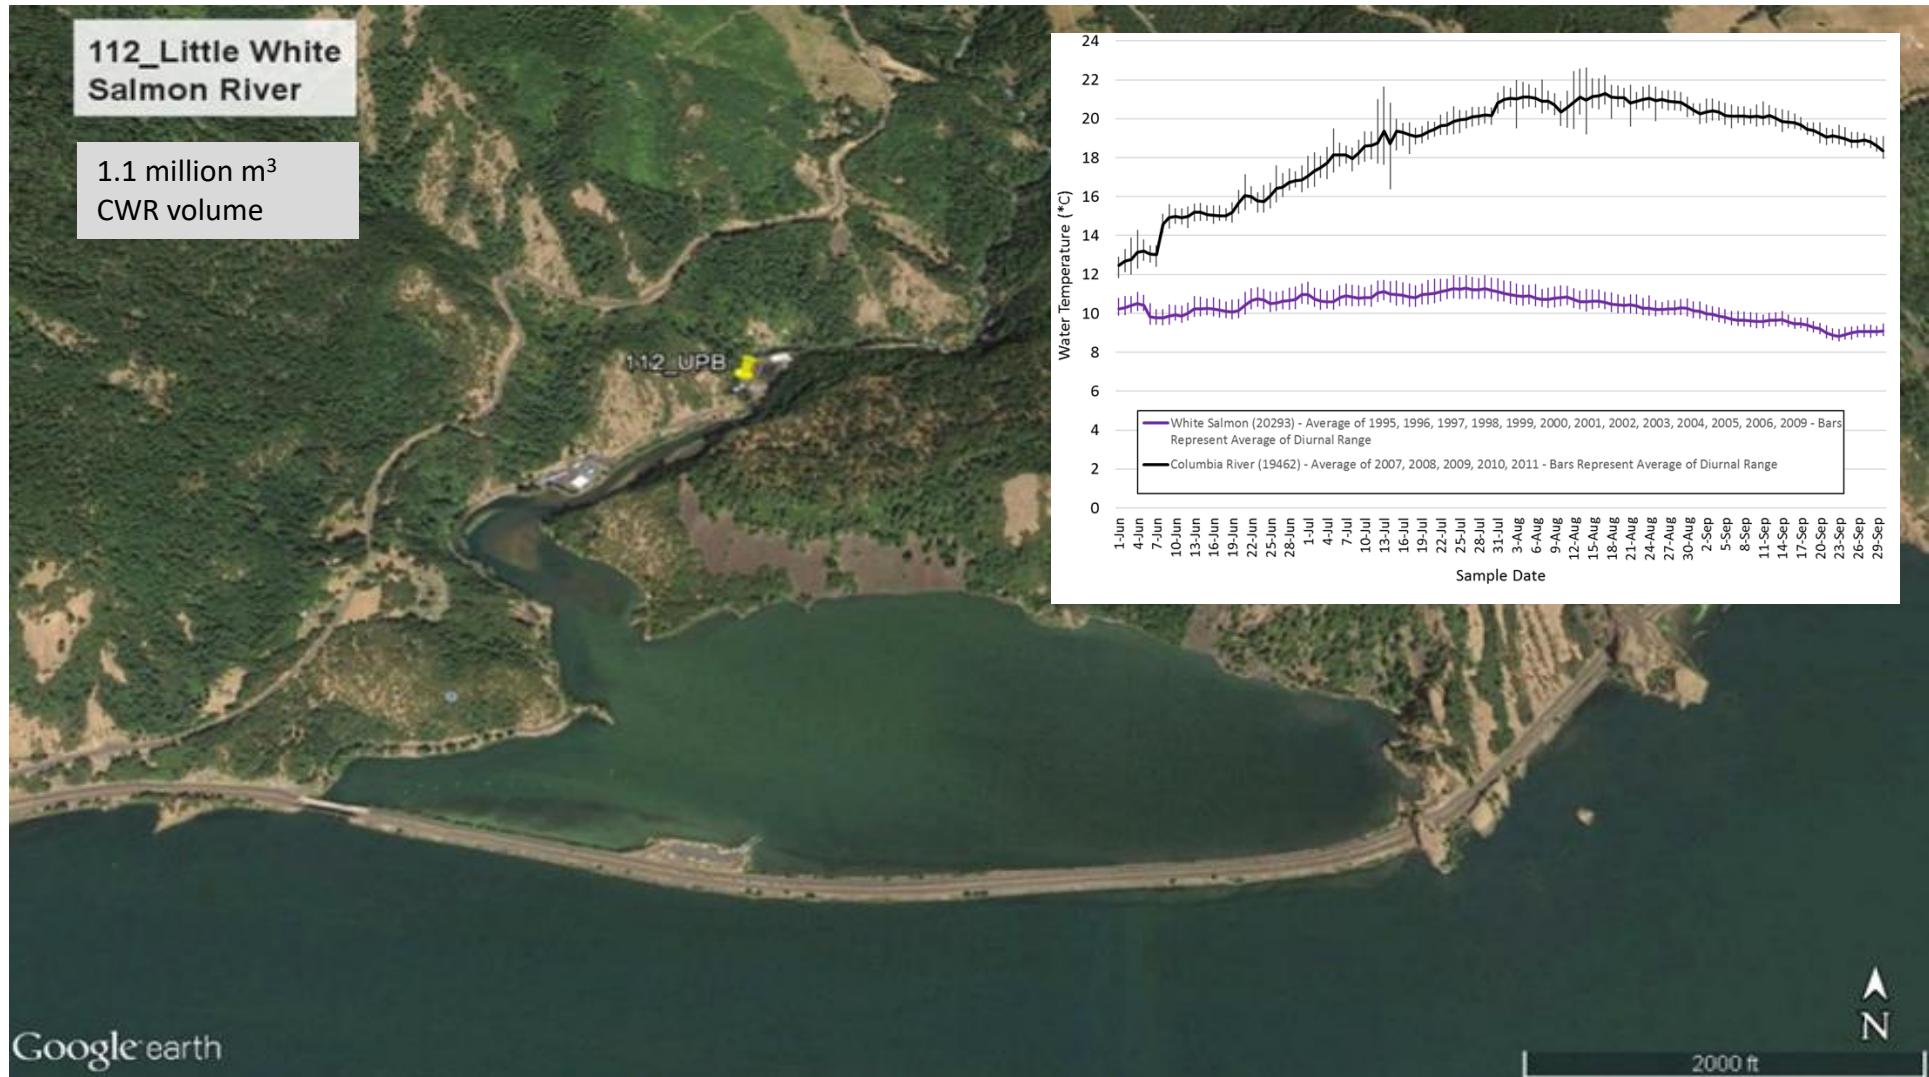 112_Little White
Salmon River
1.1 million m³
CWR volume
112_UPB
24
22
20
18
16
14
12
10
8
6
4
2
0
Water Temperature (*C)
White Salmon (20293) - Average of 1995, 1996, 1997, 1998, 1999, 2000, 2001, 2002, 2003, 2004, 2005, 2006, 2009 - Bars
Represent Average of Diurnal Range
Columbia River (19462) - Average of 2007, 2008, 2009, 2010, 2011 - Bars Represent Average of Diurnal Range
1-Jun
4-Jun
7-Jun
10-Jun
13-Jun
16-Jun
19-Jun
22-Jun
25-Jun
28-Jun
1-Jul
4-Jul
7-Jul
10-Jul
13-Jul
16-Jul
19-Jul
22-Jul
25-Jul
28-Jul
31-Jul
3-Aug
6-Aug
9-Aug
12-Aug
15-Aug
18-Aug
21-Aug
24-Aug
27-Aug
30-Aug
2-Sep
5-Sep
8-Sep
11-Sep
14-Sep
17-Sep
20-Sep
23-Sep
26-Sep
29-Sep
Sample Date
Google earth
N
2000 ft